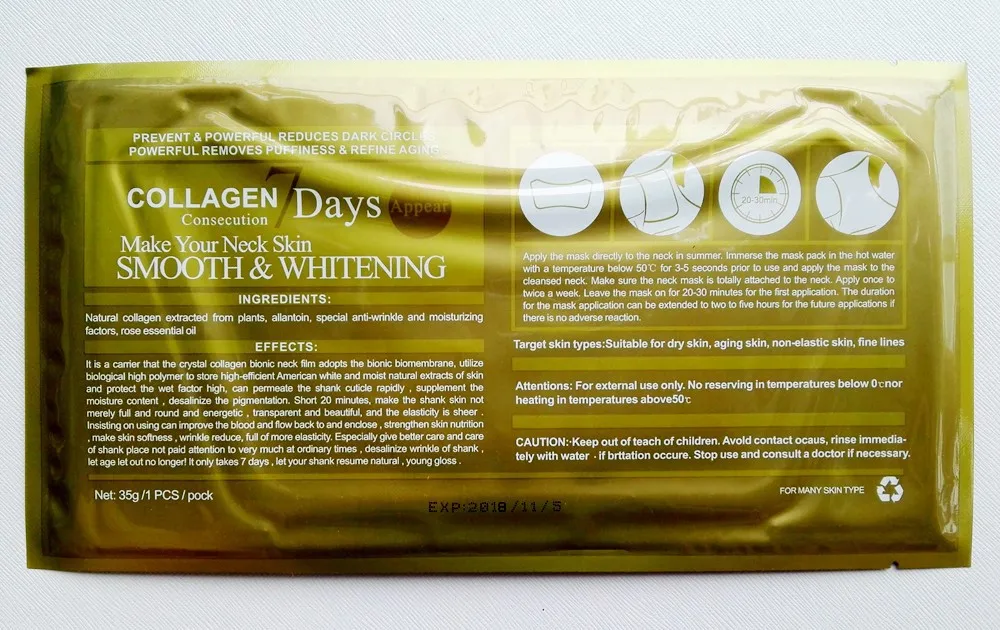 PREVENT & POWERFUL REDUCES DARK CIRCLES
POWERFUL REMOVES PUFFINESS & REFINE AGING
COLLAGEN 7 Days Appear
Consecution
Make Your Neck Skin
SMOOTH & WHITENING
INGREDIENTS:
Natural collagen extracted from plants, allantoin, special anti-wrinkle and moisturizing
factors, rose essential oil
EFFECTS:
It is a carrier that the crystal collagen bionic neck film adopts the bionic biomembrane, utilize
biological high polymer to store high-efficient American white and moist natural extracts of skin
and protect the wet factor high, can permeate the shank cuticle rapidly , supplement the
moisture content , desalinize the pigmentation. Short 20 minutes, make the shank skin not
merely full and round and energetic , transparent and beautiful, and the elasticity is sheer .
Insisting on using can improve the blood and flow back to and enclose , strengthen skin nutrition
, make skin softness , wrinkle reduce, full of more elasticity. Especially give better care and care
of shank place not paid attention to very much at ordinary times , desalinize wrinkle of shank ,
let age let out no longer! It only takes 7 days , let your shank resume natural , young gloss .
Net: 35g /1 PCS / pock
20-30min
Apply the mask directly to the neck in summer. Immerse the mask pack in the hot water
with a temperature below 50℃ for 3-5 seconds prior to use and apply the mask to the
cleansed neck. Make sure the neck mask is totally attached to the neck. Apply once to
twice a week. Leave the mask on for 20-30 minutes for the first application. The duration
for the mask application can be extended to two to five hours for the future applications if
there is no adverse reaction.
Target skin types:Suitable for dry skin, aging skin, non-elastic skin, fine lines
Attentions: For external use only. No reserving in temperatures below 0℃nor
heating in temperatures above50℃
CAUTION:·Keep out of teach of children. Avoid contact ocaus, rinse immedia-
tely with water · if brttation occure. Stop use and consult a doctor if necessary.
FOR MANY SKIN TYPE
EXP:2018/11/5